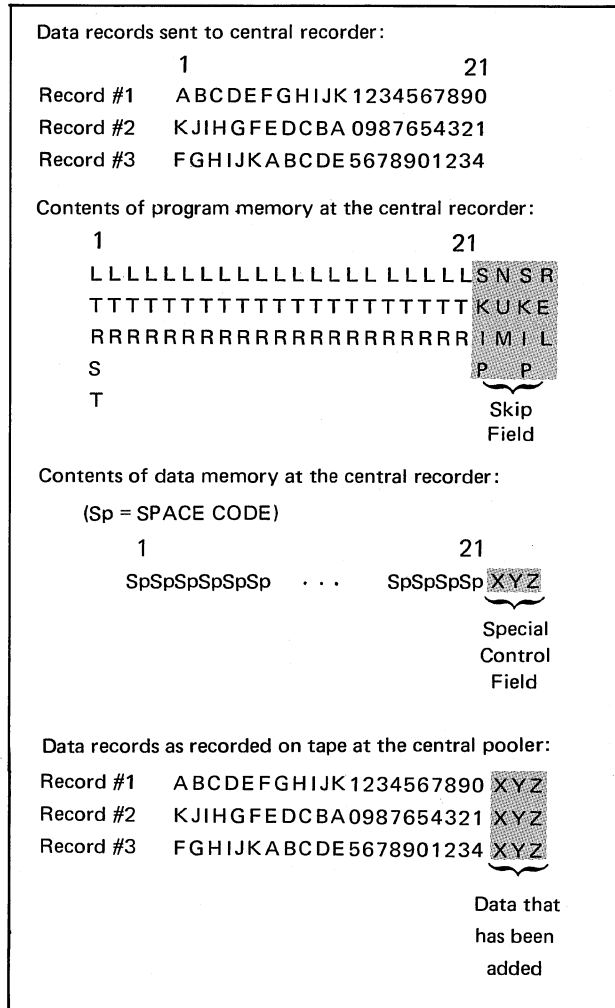 Data records sent to central recorder:
1 21
Record #1 ABCDEFGHIJK1234567890
Record #2 KJIHGFEDCBA0987654321
Record #3 FGHIJKABCDE5678901234
Contents of program memory at the central recorder:
1 21
L L L L L L L L L L L L L L L L L L L L L S N S R
T T T T T T T T T T T T T T T T T T T T T K U K E
R R R R R R R R R R R R R R R R R R R R R I M I L
S P P
T
Skip
Field
Contents of data memory at the central recorder:
(Sp = SPACE CODE)
1 21
SpSpSpSpSpSp . . . SpSpSpSp XYZ
Special
Control
Field
Data records as recorded on tape at the central pooler:
Record #1 ABCDEFGHIJK1234567890 XYZ
Record #2 KJIHGFEDCBA0987654321 XYZ
Record #3 FGHIJKABCDE5678901234 XYZ
Data that
has been
added